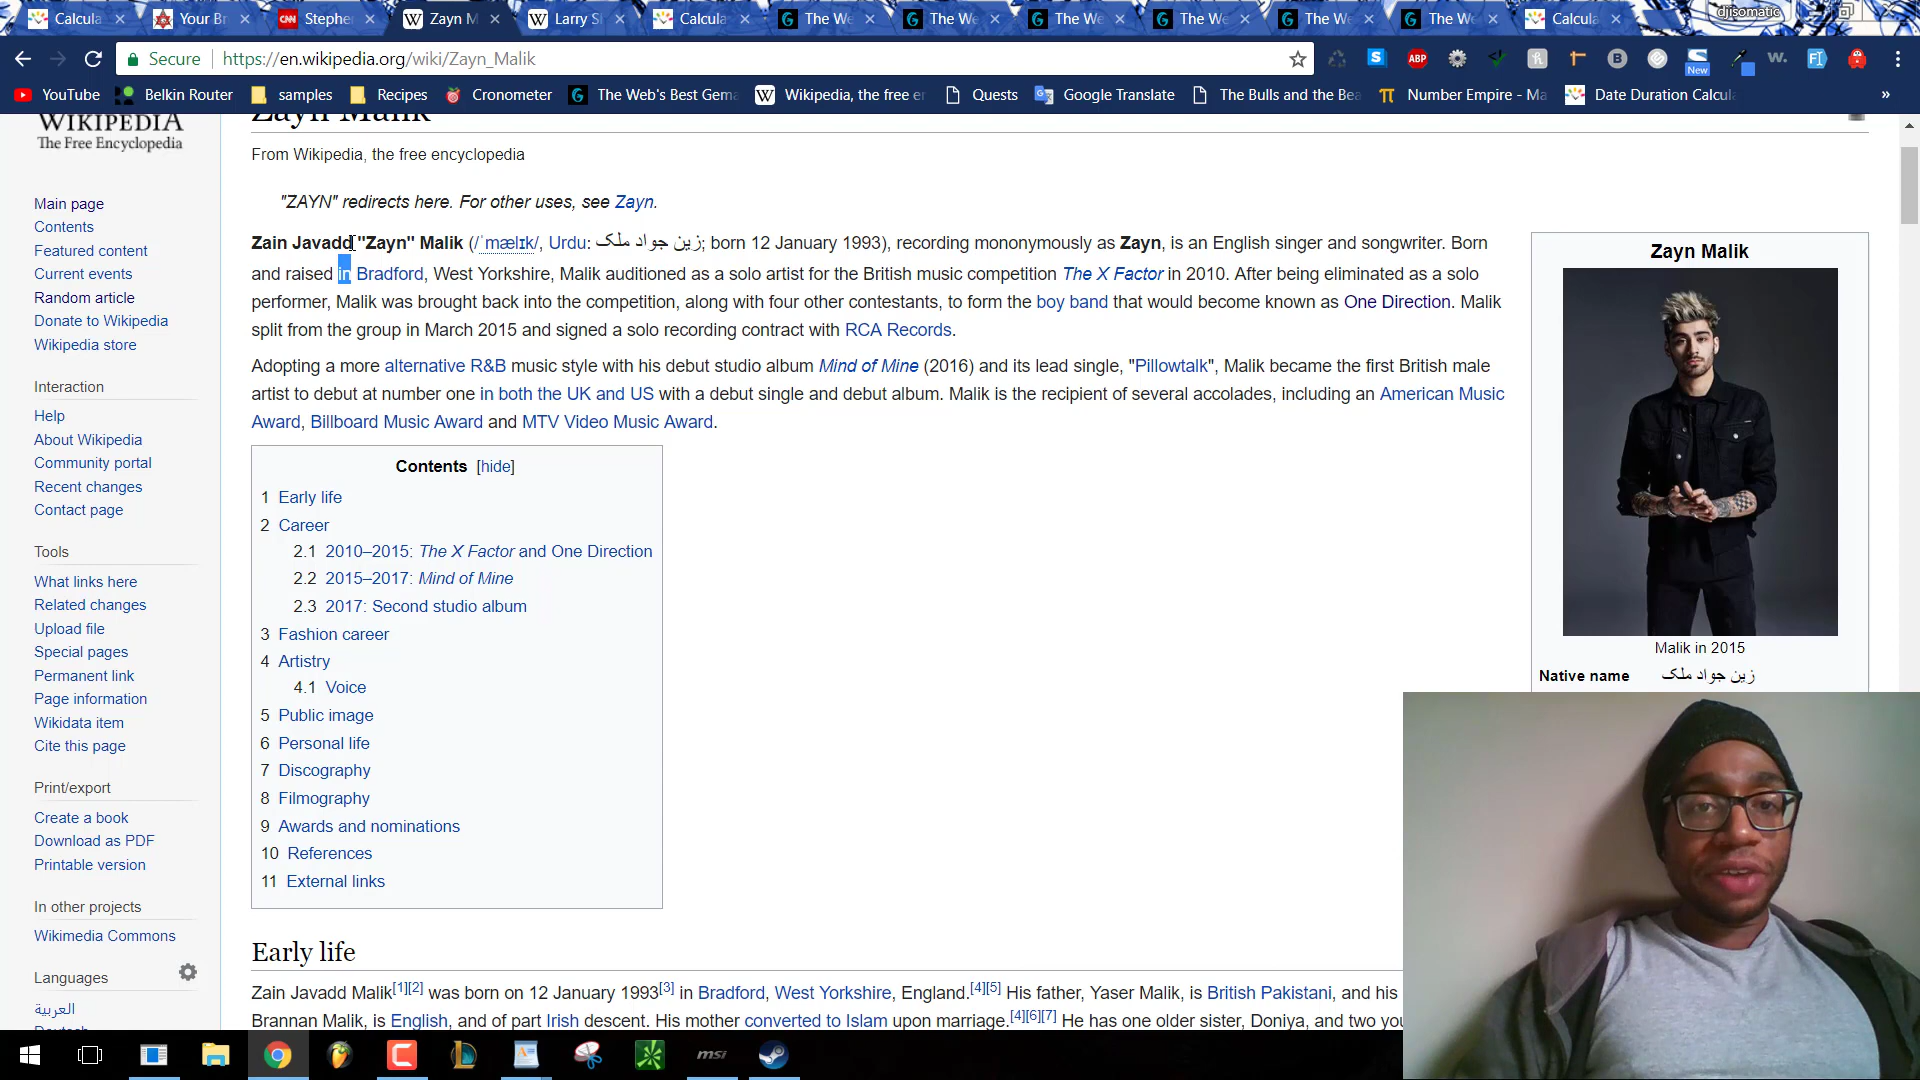 Calcula
Your Br
Stephe
Zayn M
Larry S
Calcula
The We
The We
The We
The We
The We
The We
Calcula
djisomatic
Secure
https://en.wikipedia.org/wiki/Zayn_Malik
YouTube
Belkin Router
samples
Recipes
Cronometer
The Web's Best Gema
Wikipedia, the free er
Quests
Google Translate
The Bulls and the Bea
Number Empire - Ma
Date Duration Calcul
»
WIKIPEDIA
The Free Encyclopedia
Main page
Contents
Featured content
Current events
Random article
Donate to Wikipedia
Wikipedia store
Interaction
Help
About Wikipedia
Community portal
Recent changes
Contact page
Tools
What links here
Related changes
Upload file
Special pages
Permanent link
Page information
Wikidata item
Cite this page
Print/export
Create a book
Download as PDF
Printable version
In other projects
Wikimedia Commons
Languages
العربية
Zayn Malik
From Wikipedia, the free encyclopedia
"ZAYN" redirects here. For other uses, see Zayn.
Zain Javadd "Zayn" Malik (/ˈmælɪk/, Urdu: زین جواد ملک; born 12 January 1993), recording mononymously as Zayn, is an English singer and songwriter. Born
and raised in Bradford, West Yorkshire, Malik auditioned as a solo artist for the British music competition The X Factor in 2010. After being eliminated as a solo
performer, Malik was brought back into the competition, along with four other contestants, to form the boy band that would become known as One Direction. Malik
split from the group in March 2015 and signed a solo recording contract with RCA Records.
Adopting a more alternative R&B music style with his debut studio album Mind of Mine (2016) and its lead single, "Pillowtalk", Malik became the first British male
artist to debut at number one in both the UK and US with a debut single and debut album. Malik is the recipient of several accolades, including an American Music
Award, Billboard Music Award and MTV Video Music Award.
Contents [hide]
1 Early life
2 Career
2.1 2010–2015: The X Factor and One Direction
2.2 2015–2017: Mind of Mine
2.3 2017: Second studio album
3 Fashion career
4 Artistry
4.1 Voice
5 Public image
6 Personal life
7 Discography
8 Filmography
9 Awards and nominations
10 References
11 External links
Early life
Zain Javadd Malik[1][2] was born on 12 January 1993[3] in Bradford, West Yorkshire, England.[4][5] His father, Yaser Malik, is British Pakistani, and his
Brannan Malik, is English, and of part Irish descent. His mother converted to Islam upon marriage.[4][6][7] He has one older sister, Doniya, and two you
Zayn Malik
Malik in 2015
Native name زین جواد ملک
New
ABP
msi